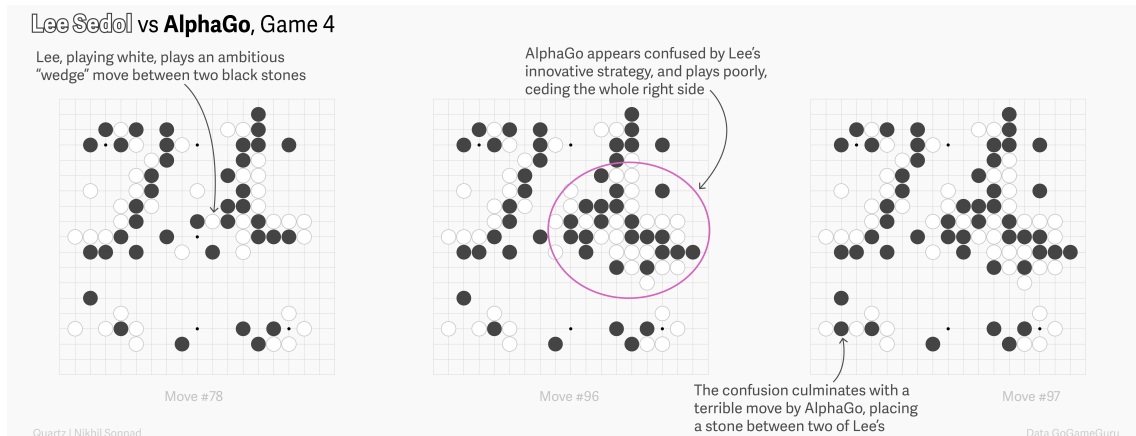 Lee Sedol vs AlphaGo, Game 4
Lee, playing white, plays an ambitious
“wedge” move between two black stones
AlphaGo appears confused by Lee’s
innovative strategy, and plays poorly,
ceding the whole right side
Move #78
Move #96
Move #97
The confusion culminates with a
terrible move by AlphaGo, placing
a stone between two of Lee’s
Quartz | Nikhil Sonnad
Data GoGameGuru